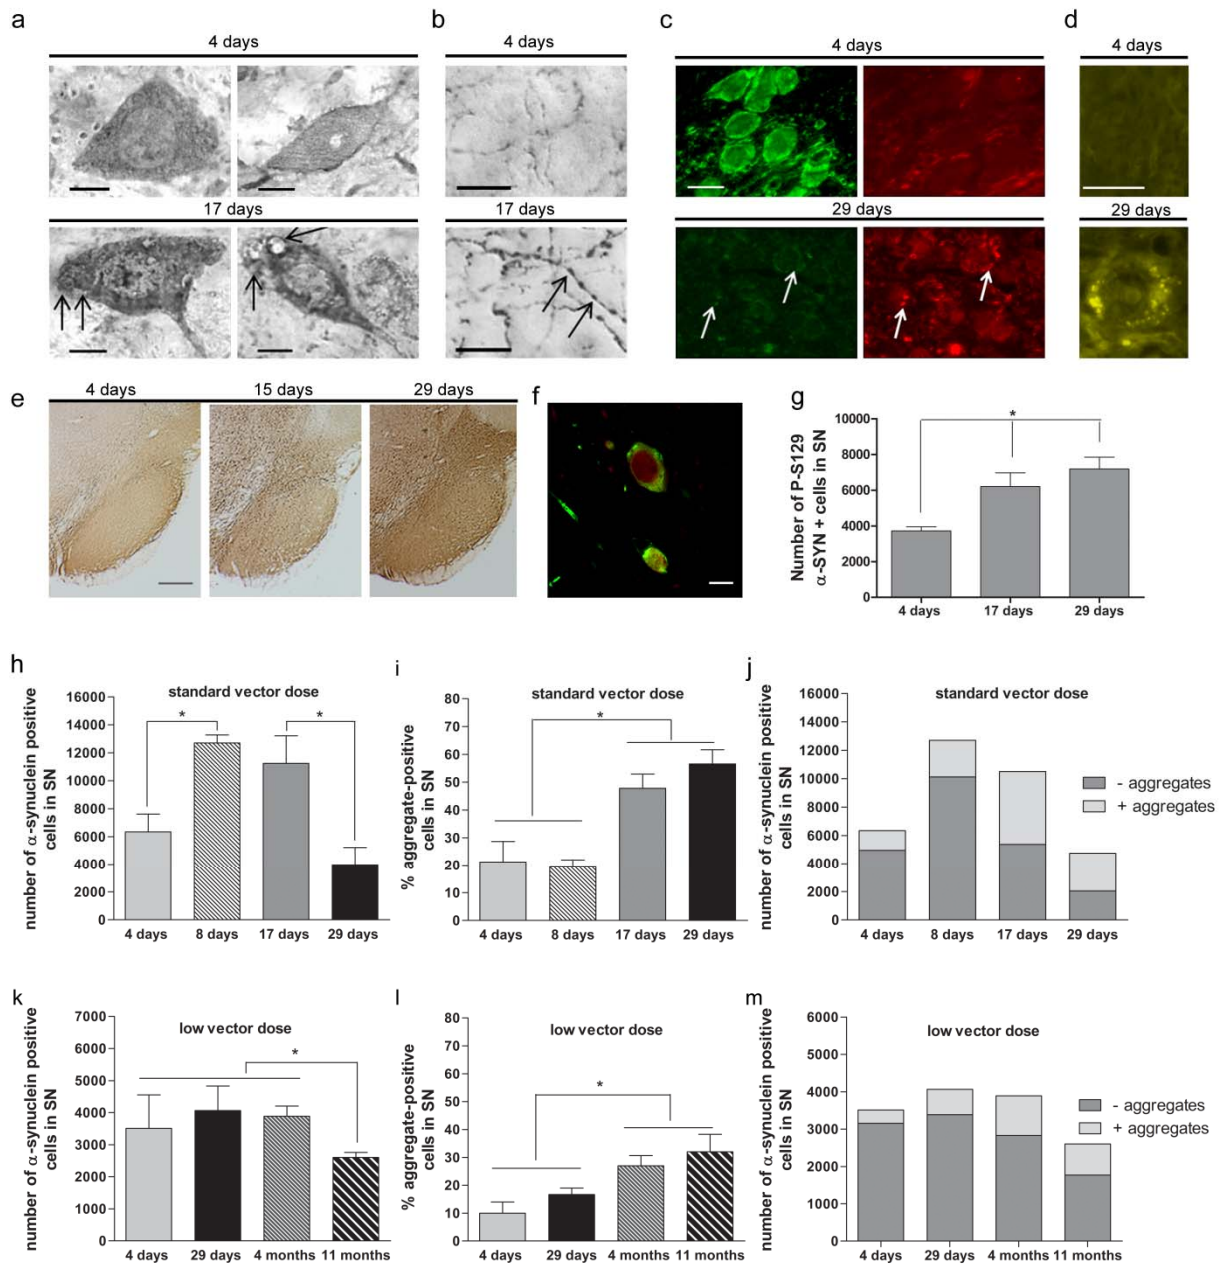 a
b
c
d
4 days
4 days
4 days
4 days
17 days
17 days
29 days
29 days
e
4 days
15 days
29 days
f
g
Number of P-S129
α-SYN + cells in SN
10000
8000
6000
4000
2000
0
*
4 days
17 days
29 days
h
standard vector dose
number of α-synuclein positive
cells in SN
16000
14000
12000
10000
8000
6000
4000
2000
0
*
*
4 days
8 days
17 days
29 days
i
standard vector dose
% aggregate-positive
cells in SN
80
70
60
50
40
30
20
10
0
*
4 days
8 days
17 days
29 days
j
standard vector dose
number of α-synuclein positive
cells in SN
16000
14000
12000
10000
8000
6000
4000
2000
0
- aggregates
+ aggregates
4 days
8 days
17 days
29 days
k
low vector dose
number of α-synuclein positive
cells in SN
7000
6000
5000
4000
3000
2000
1000
0
*
4 days
29 days
4 months
11 months
l
low vector dose
% aggregate-positive
cells in SN
80
70
60
50
40
30
20
10
0
*
4 days
29 days
4 months
11 months
m
low vector dose
number of α-synuclein positive
cells in SN
6000
5000
4000
3000
2000
1000
0
- aggregates
+ aggregates
4 days
29 days
4 months
11 months